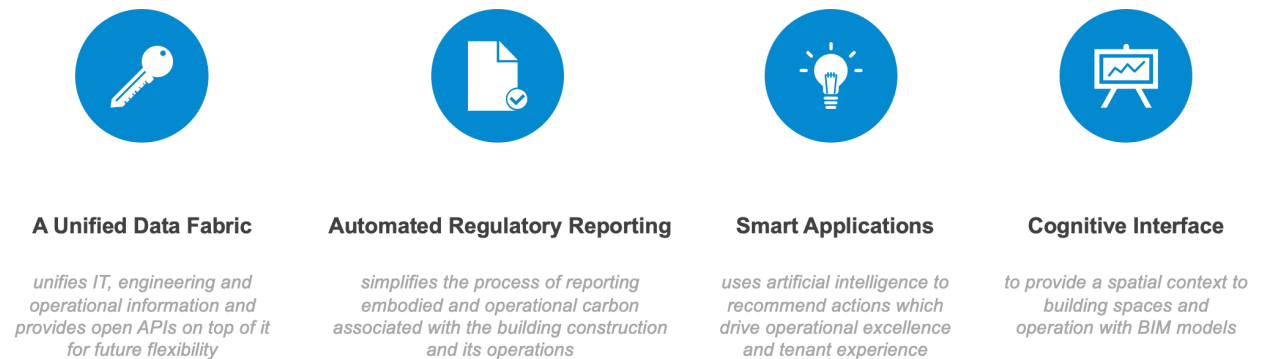 A Unified Data Fabric
unifies IT, engineering and
operational information and
provides open APIs on top of it
for future flexibility
Automated Regulatory Reporting
simplifies the process of reporting
embodied and operational carbon
associated with the building construction
and its operations
Smart Applications
uses artificial intelligence to
recommend actions which
drive operational excellence
and tenant experience
Cognitive Interface
to provide a spatial context to
building spaces and
operation with BIM models